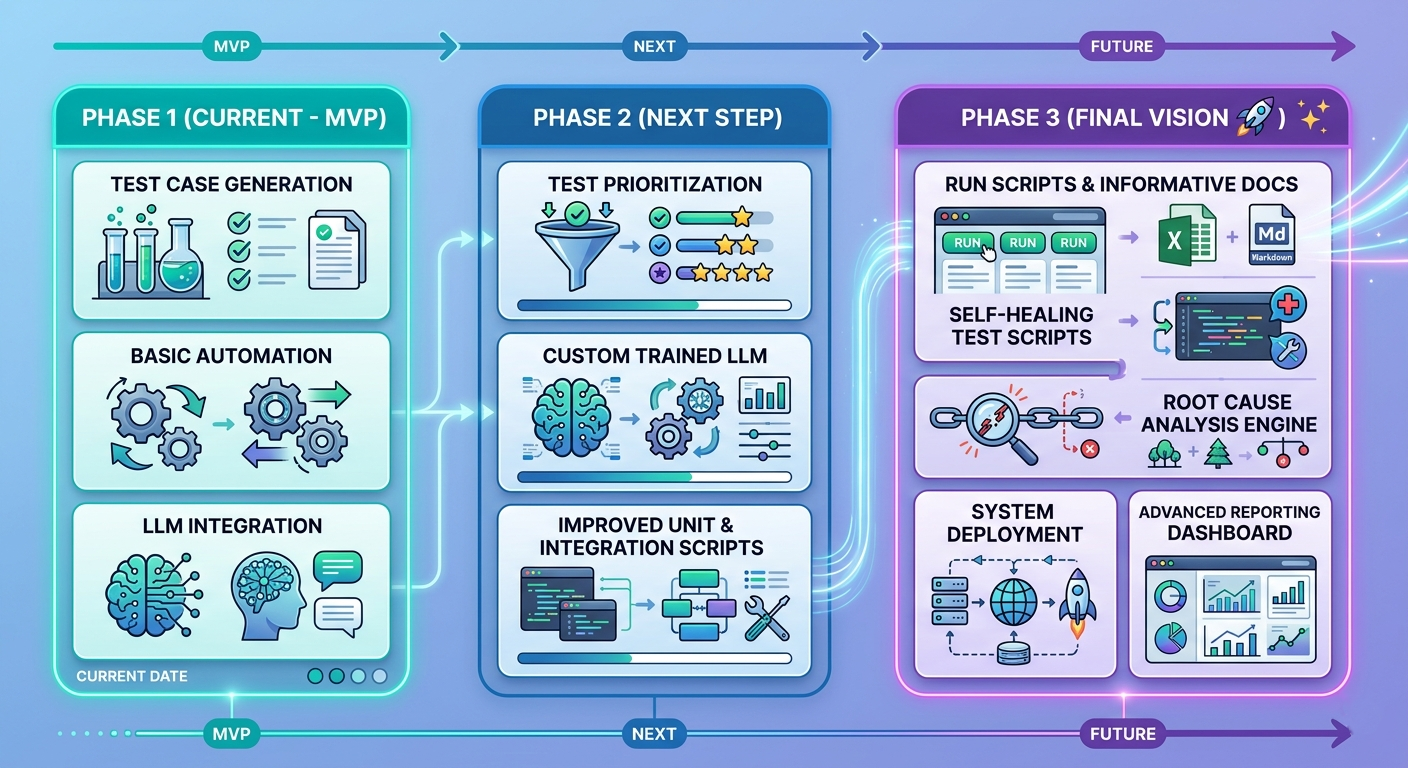 MVP
NEXT
FUTURE
PHASE 1 (CURRENT - MVP)
TEST CASE GENERATION
BASIC AUTOMATION
LLM INTEGRATION
CURRENT DATE
PHASE 2 (NEXT STEP)
TEST PRIORITIZATION
CUSTOM TRAINED LLM
IMPROVED UNIT &
INTEGRATION SCRIPTS
PHASE 3 (FINAL VISION 🚀)
RUN SCRIPTS & INFORMATIVE DOCS
RUN
RUN
RUN
X
+
Md
Wlarkdown
SELF-HEALING
TEST SCRIPTS
ROOT CAUSE
ANALYSIS ENGINE
SYSTEM
DEPLOYMENT
ADVANCED REPORTING
DASHBOARD
MVP
NEXT
FUTURE